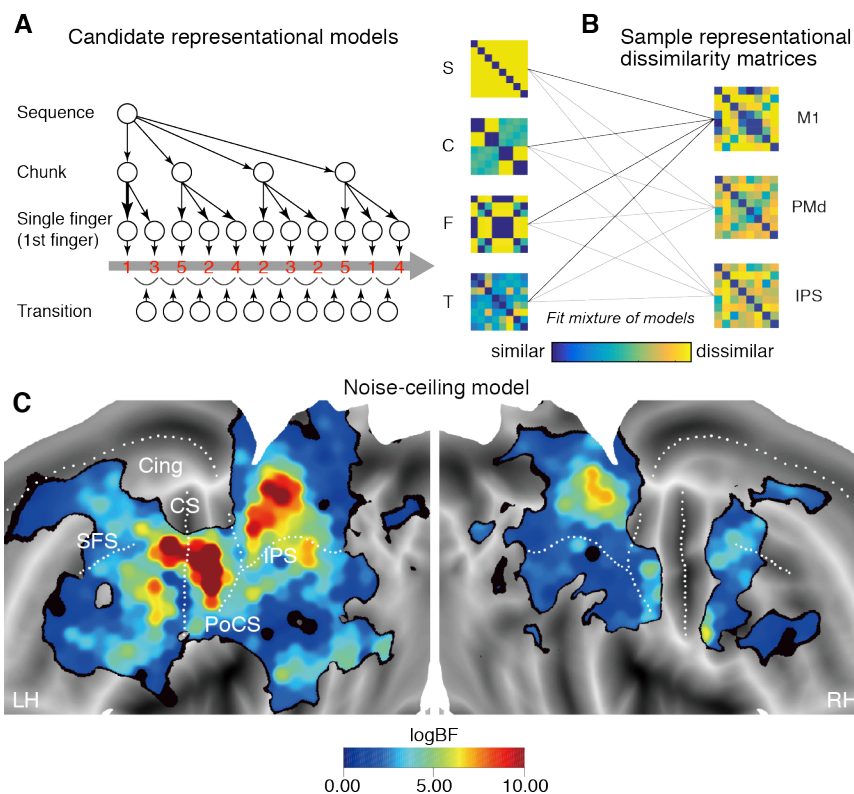 A
Candidate representational models
Sequence
Chunk
Single finger
(1st finger)
1 3 5 2 4 2 3 2 5 1 4
Transition
S
C
F
T
B
Sample representational
dissimilarity matrices
M1
PMd
IPS
Fit mixture of models
similar
dissimilar
C
Noise-ceiling model
Cing
CS
SFS
IPS
PoCS
LH
RH
logBF
0.00 5.00 10.00